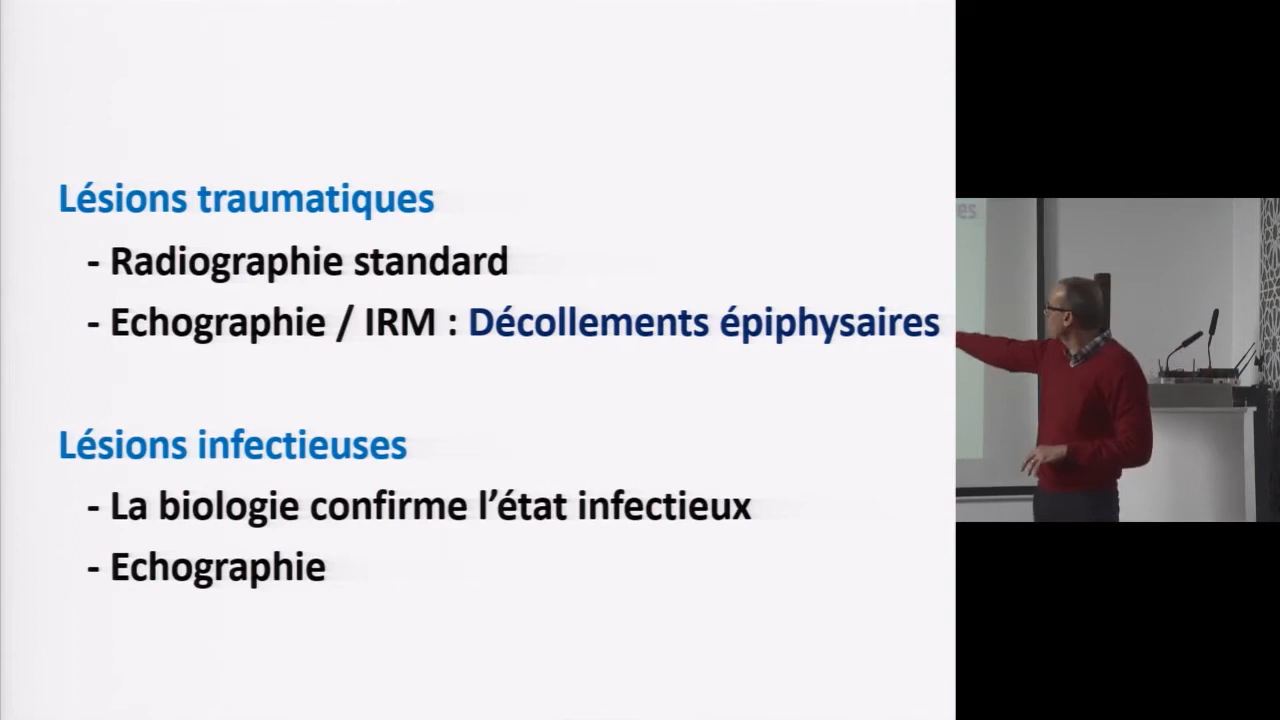 Lésions traumatiques
- Radiographie standard
- Echographie / IRM : Décollements épiphysaires
Lésions infectieuses
- La biologie confirme l’état infectieux
- Echographie